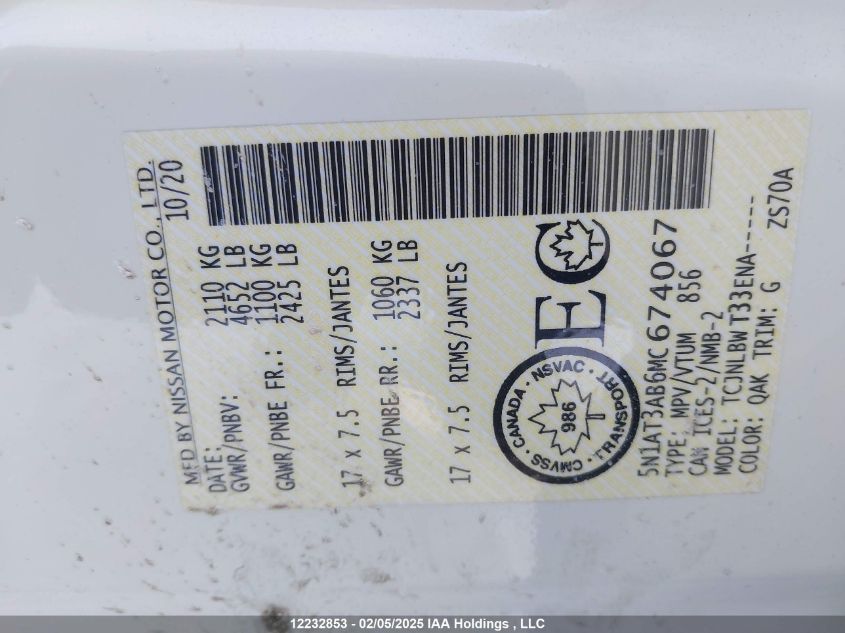 MFD BY NISSAN MOTOR CO., LTD.
DATE: 10/20
GVWR/PNBV: 2110 KG
4652 LB
GAWR/PNBE FR.: 1100 KG
2425 LB
17 X 7.5 RIMS/JANTES
GAWR/PNBE RR.: 1060 KG
2337 LB
17 X 7.5 RIMS/JANTES
CANADA · NSVAC · TRANSPORT · CMVSS
986
EC
5N1AT3AB6MC674067
TYPE: MPV/VTUM 856
CAN ICES-2/NMB-2
MODEL: TCJNLBW T33ENA-----
COLOR: QAK TRIM: G ZS70A
12232853 - 02/05/2025 IAA Holdings , LLC